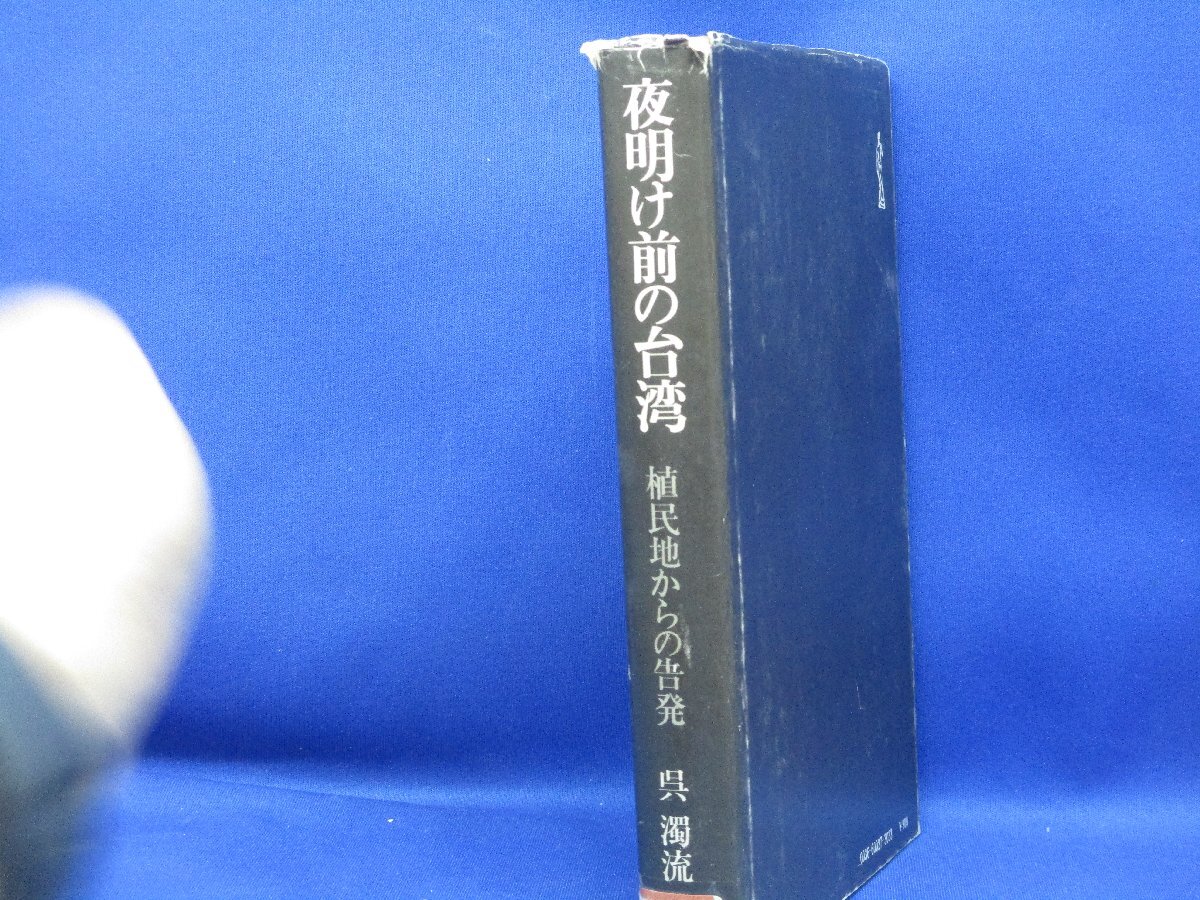 夜明け前の台湾
植民地からの告発
呉濁流